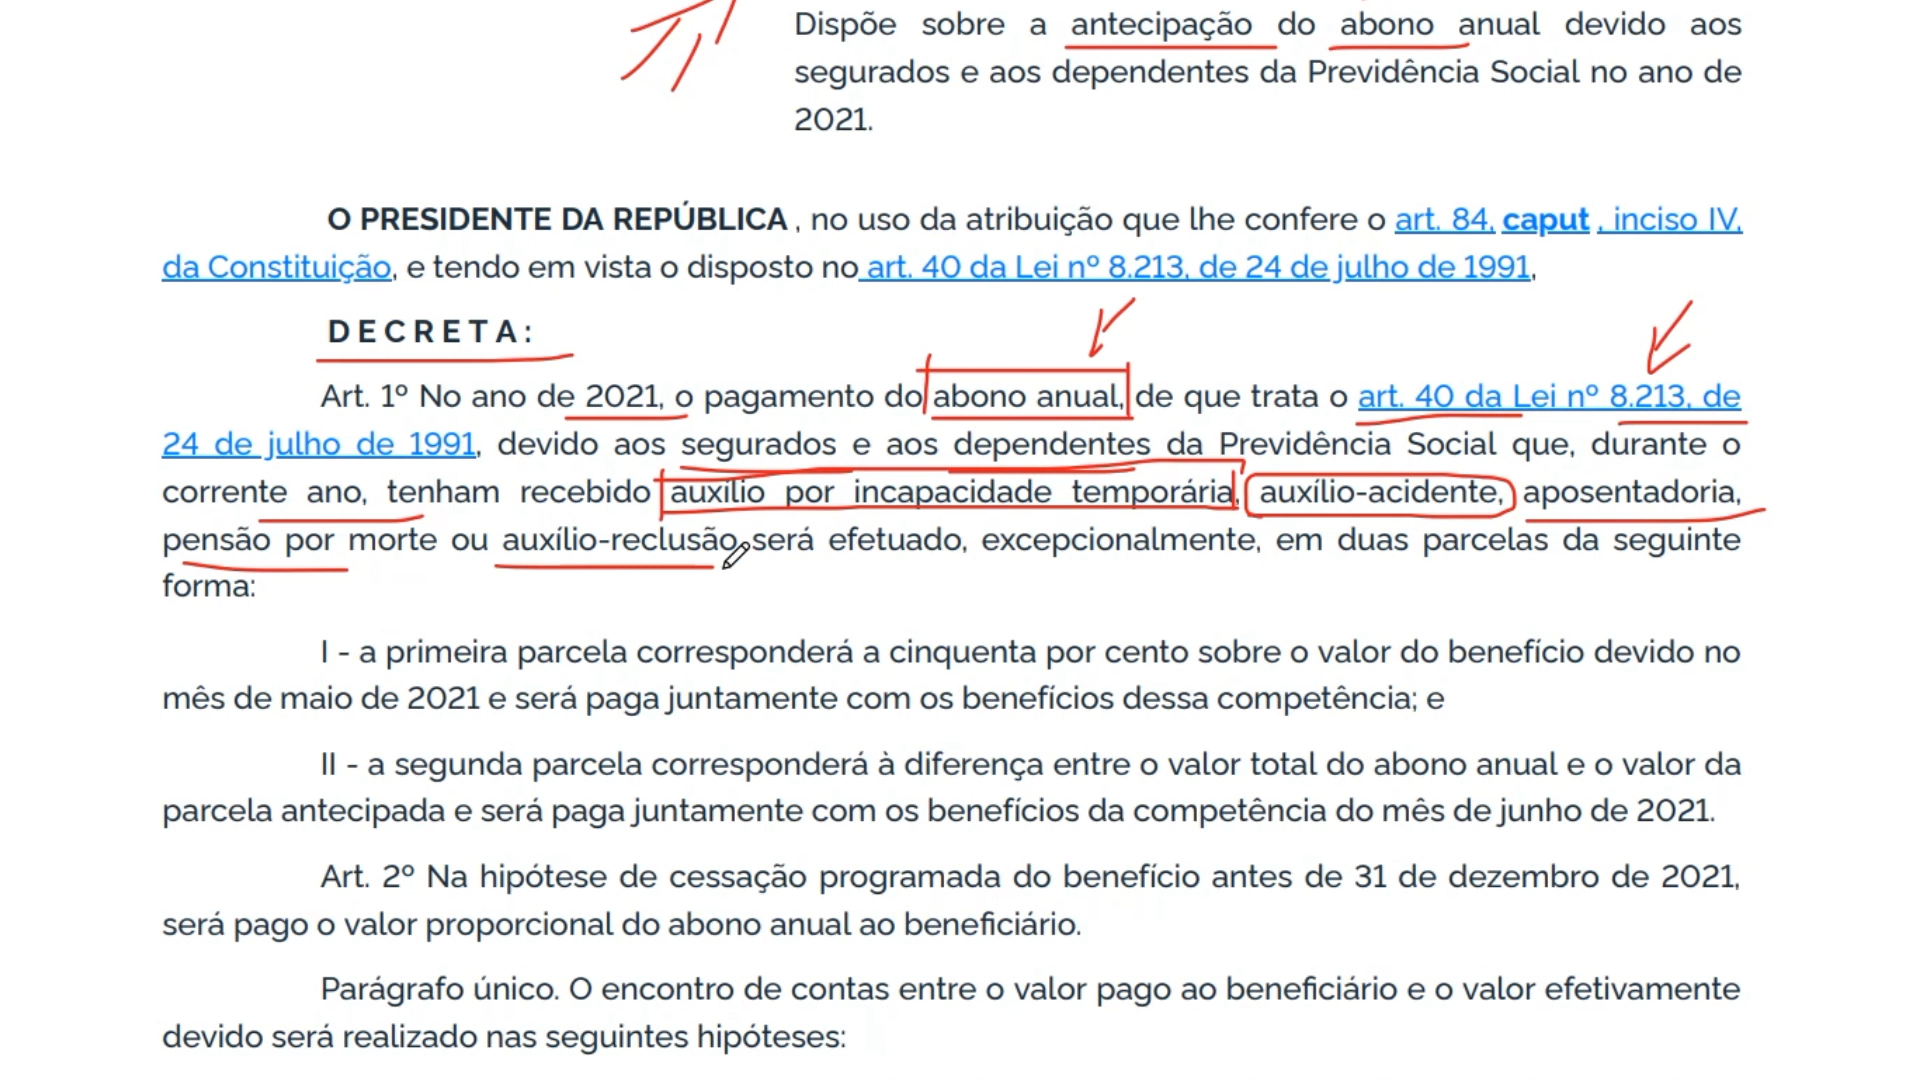 Dispõe sobre a antecipação do abono anual devido aos
segurados e aos dependentes da Previdência Social no ano de
2021.
O PRESIDENTE DA REPÚBLICA , no uso da atribuição que lhe confere o art. 84, caput , inciso IV,
da Constituição, e tendo em vista o disposto no art. 40 da Lei nº 8.213, de 24 de julho de 1991,
D E C R E T A :
Art. 1º No ano de 2021, o pagamento do abono anual, de que trata o art. 40 da Lei nº 8.213, de
24 de julho de 1991, devido aos segurados e aos dependentes da Previdência Social que, durante o
corrente ano, tenham recebido auxílio por incapacidade temporária, auxílio-acidente, aposentadoria,
pensão por morte ou auxílio-reclusão será efetuado, excepcionalmente, em duas parcelas da seguinte
forma:
I - a primeira parcela corresponderá a cinquenta por cento sobre o valor do benefício devido no
mês de maio de 2021 e será paga juntamente com os benefícios dessa competência; e
II - a segunda parcela corresponderá à diferença entre o valor total do abono anual e o valor da
parcela antecipada e será paga juntamente com os benefícios da competência do mês de junho de 2021.
Art. 2º Na hipótese de cessação programada do benefício antes de 31 de dezembro de 2021,
será pago o valor proporcional do abono anual ao beneficiário.
Parágrafo único. O encontro de contas entre o valor pago ao beneficiário e o valor efetivamente
devido será realizado nas seguintes hipóteses: